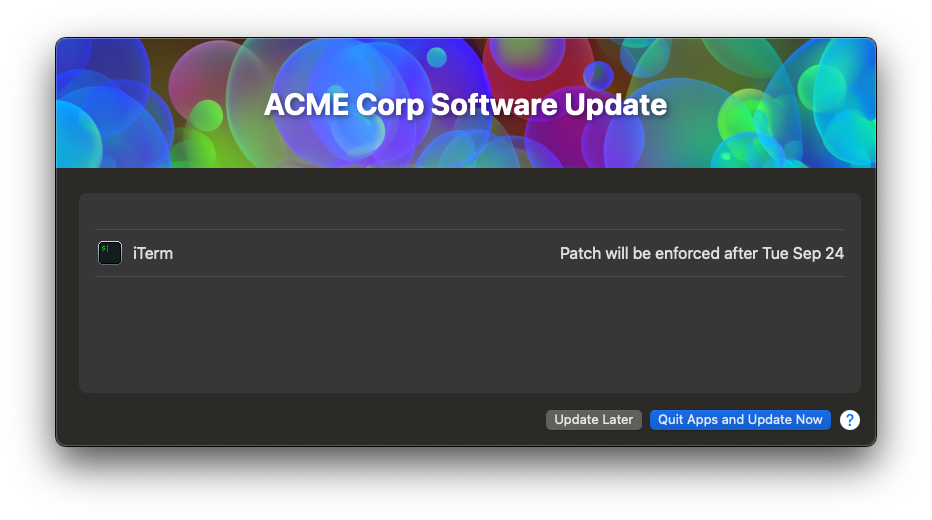 ACME Corp Software Update
iTerm Patch will be enforced after Tue Sep 24
Update Later Quit Apps and Update Now ?